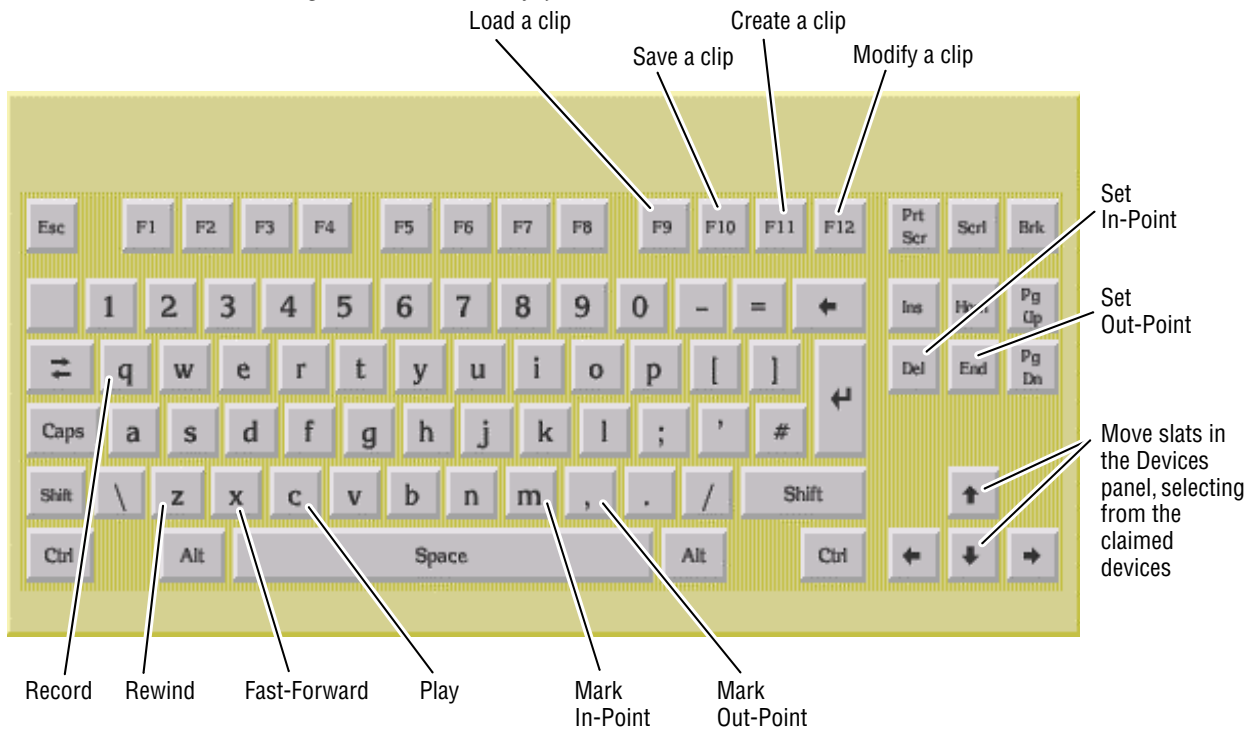 Load a clip
Create a clip
Save a clip
Modify a clip
Set
In-Point
Esc F1 F2 F3 F4 F5 F6 F7 F8 F9 F10 F11 F12 Prt Scr Scrl Brk
Set
Out-Point
1 2 3 4 5 6 7 8 9 0 - = Ins Pg Up
q w e r t y u i o p [ ] Del End Pg Dn
Caps a s d f g h j k l ; ' #
Move slats in
the Devices
panel, selecting
from the
claimed
devices
Shift \ z x c v b n m , . / Shift
Ctrl Alt Space Alt Ctrl
Record
Rewind
Fast-Forward
Play
Mark
In-Point
Mark
Out-Point